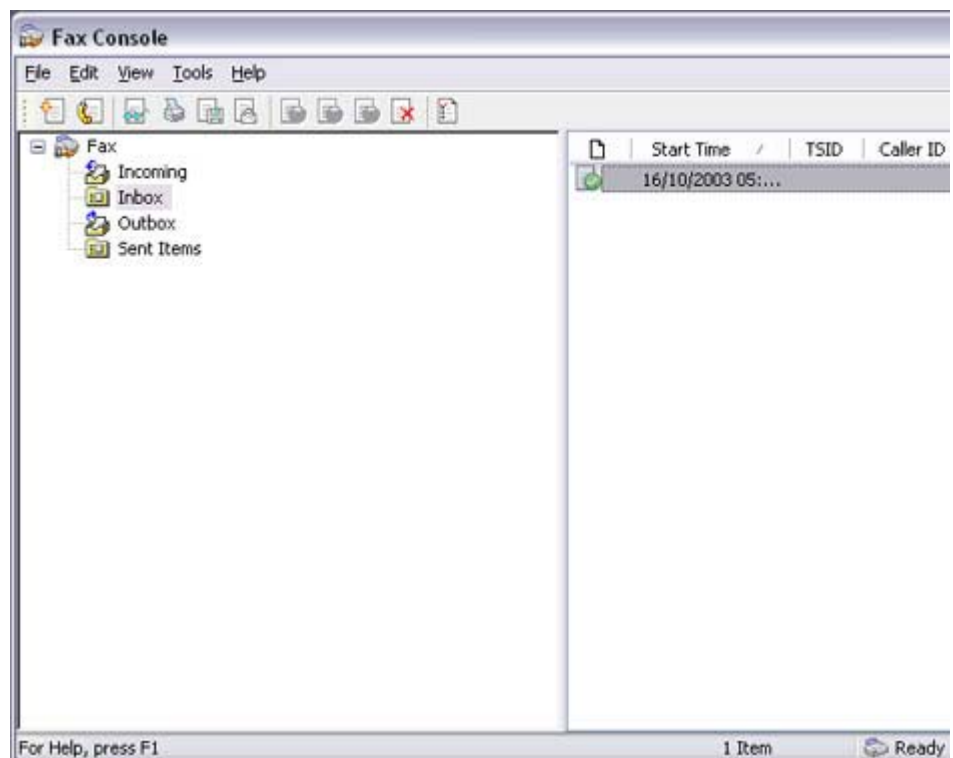 Fax Console
File Edit View Tools Help
Fax
Incoming
Inbox
Outbox
Sent Items
Start Time TSID Caller ID
16/10/2003 05:...
For Help, press F1 1 Item Ready